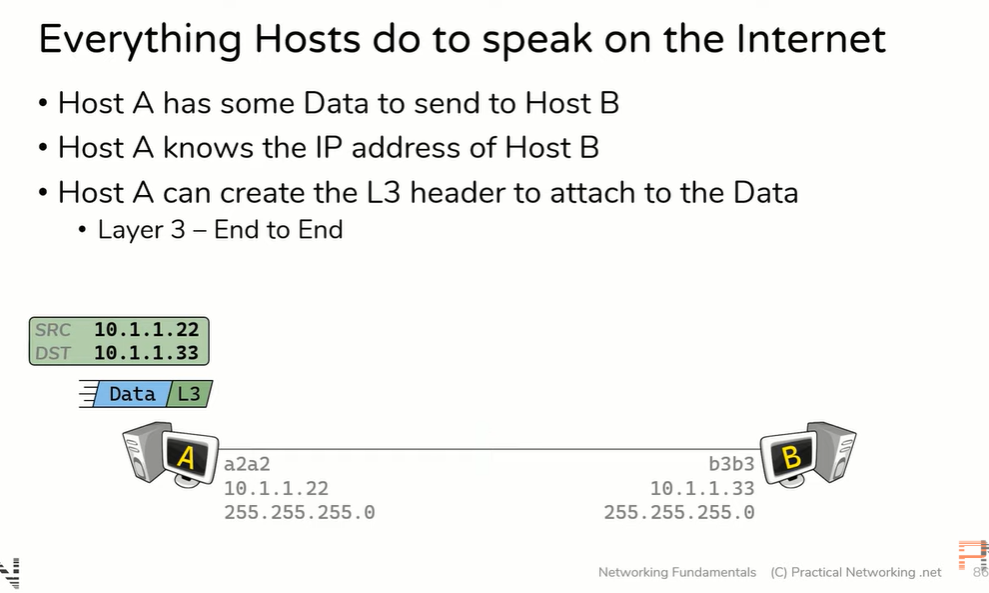 Everything Hosts do to speak on the Internet
• Host A has some Data to send to Host B
• Host A knows the IP address of Host B
• Host A can create the L3 header to attach to the Data
• Layer 3 – End to End
SRC 10.1.1.22
DST 10.1.1.33
Data L3
A
B
a2a2
10.1.1.22
255.255.255.0
b3b3
10.1.1.33
255.255.255.0
Networking Fundamentals (C) Practical Networking .net 86